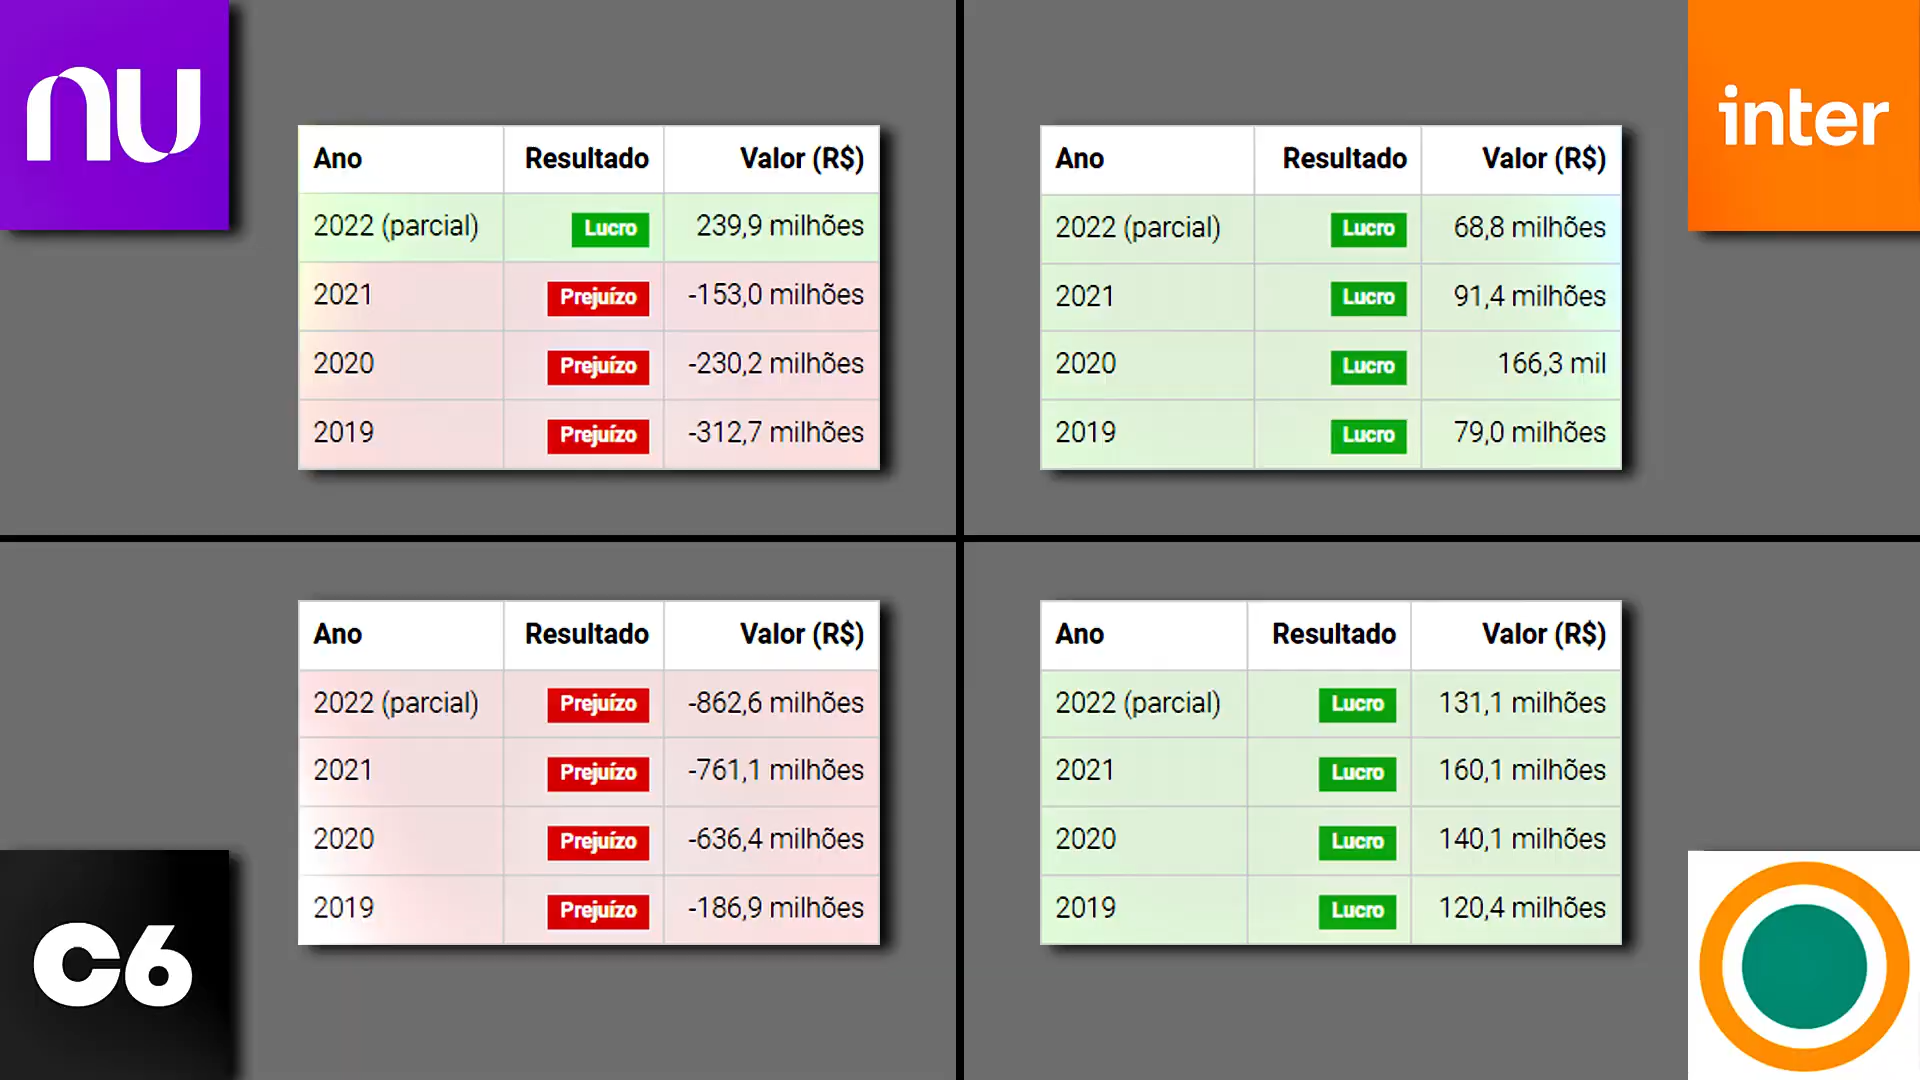 nu
Ano Resultado Valor (R$)
2022 (parcial) Lucro 239,9 milhões
2021 Prejuízo -153,0 milhões
2020 Prejuízo -230,2 milhões
2019 Prejuízo -312,7 milhões
inter
Ano Resultado Valor (R$)
2022 (parcial) Lucro 68,8 milhões
2021 Lucro 91,4 milhões
2020 Lucro 166,3 mil
2019 Lucro 79,0 milhões
C6
Ano Resultado Valor (R$)
2022 (parcial) Prejuízo -862,6 milhões
2021 Prejuízo -761,1 milhões
2020 Prejuízo -636,4 milhões
2019 Prejuízo -186,9 milhões
Ano Resultado Valor (R$)
2022 (parcial) Lucro 131,1 milhões
2021 Lucro 160,1 milhões
2020 Lucro 140,1 milhões
2019 Lucro 120,4 milhões